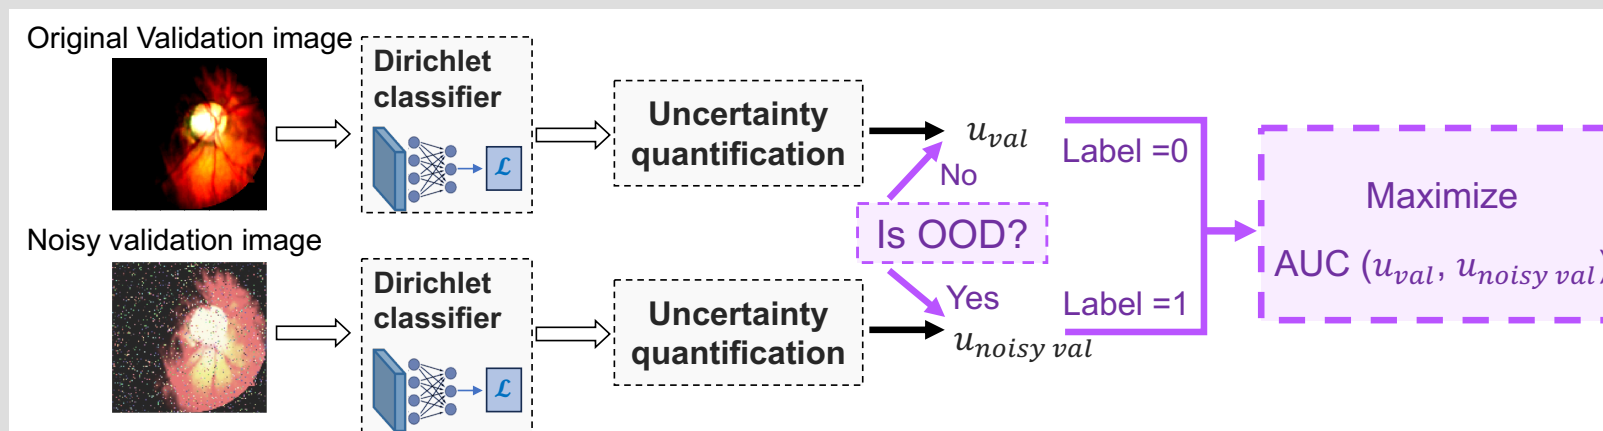 Original Validation image
Dirichlet
classifier
ℒ
Uncertainty
quantification
u_val
Label =0
No
Is OOD?
Maximize
AUC (u_val, u_noisy val)
Noisy validation image
Dirichlet
classifier
ℒ
Uncertainty
quantification
Yes
Label =1
u_noisy val